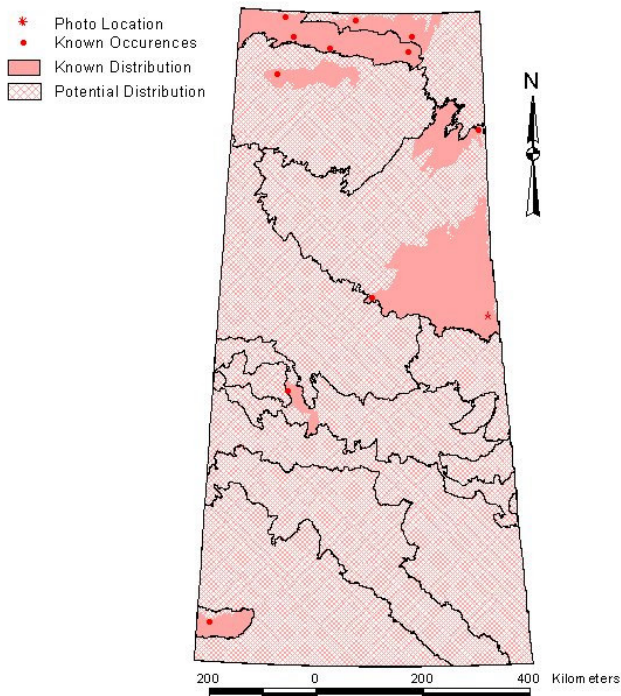 Photo Location
Known Occurences
Known Distribution
Potential Distribution
N
200 0 200 400 Kilometers